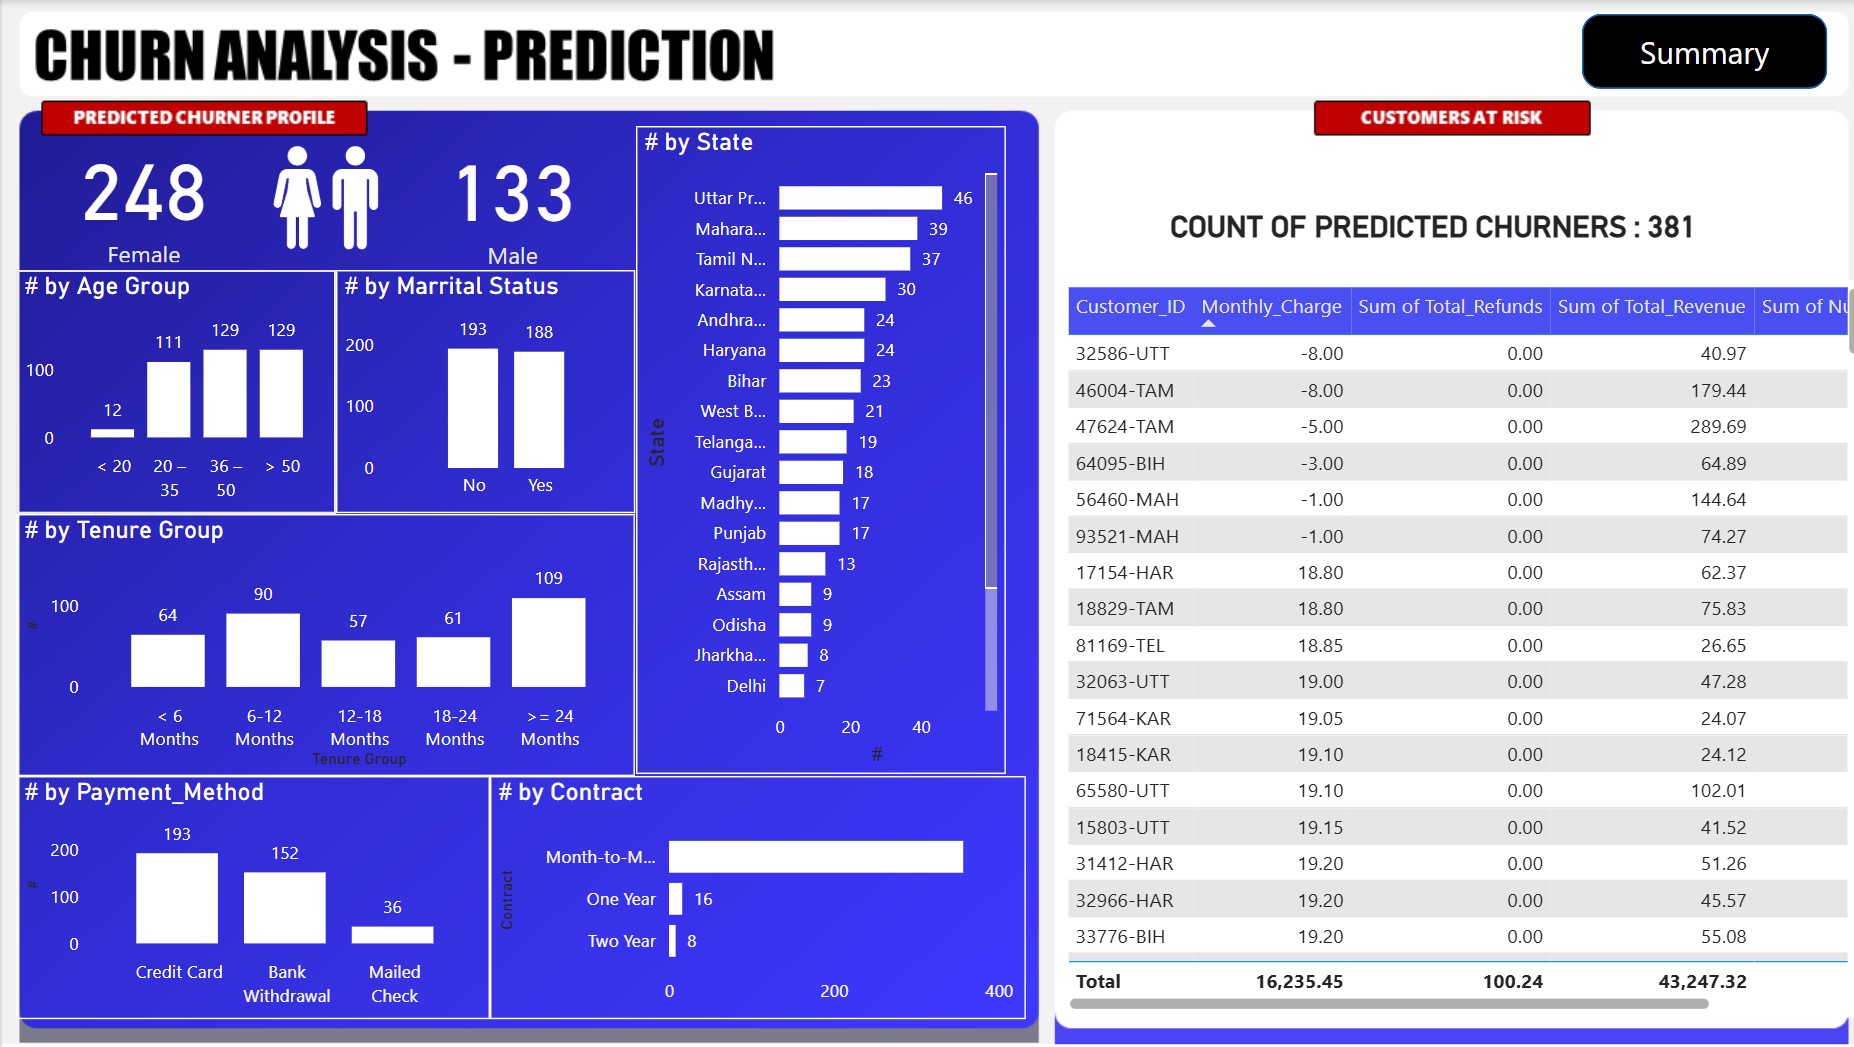 CHURN ANALYSIS - PREDICTION
Summary
PREDICTED CHURNER PROFILE
248
Female
133
Male
# by Age Group
100
0
12
111
129
129
< 20
20 –
35
36 –
50
> 50
# by Marrital Status
200
100
0
193
188
No
Yes
# by Tenure Group
#
100
0
64
90
57
61
109
< 6
Months
6-12
Months
12-18
Months
18-24
Months
>= 24
Months
Tenure Group
# by State
State
Uttar Pr... 46
Mahara... 39
Tamil N... 37
Karnata... 30
Andhra... 24
Haryana 24
Bihar 23
West B... 21
Telanga... 19
Gujarat 18
Madhy... 17
Punjab 17
Rajasth... 13
Assam 9
Odisha 9
Jharkha... 8
Delhi 7
0 20 40
#
# by Payment_Method
#
200
100
0
193
152
36
Credit Card
Bank
Withdrawal
Mailed
Check
# by Contract
Contract
Month-to-M...
One Year 16
Two Year 8
0 200 400
CUSTOMERS AT RISK
COUNT OF PREDICTED CHURNERS : 381
Customer_ID Monthly_Charge Sum of Total_Refunds Sum of Total_Revenue Sum of Nu
32586-UTT -8.00 0.00 40.97
46004-TAM -8.00 0.00 179.44
47624-TAM -5.00 0.00 289.69
64095-BIH -3.00 0.00 64.89
56460-MAH -1.00 0.00 144.64
93521-MAH -1.00 0.00 74.27
17154-HAR 18.80 0.00 62.37
18829-TAM 18.80 0.00 75.83
81169-TEL 18.85 0.00 26.65
32063-UTT 19.00 0.00 47.28
71564-KAR 19.05 0.00 24.07
18415-KAR 19.10 0.00 24.12
65580-UTT 19.10 0.00 102.01
15803-UTT 19.15 0.00 41.52
31412-HAR 19.20 0.00 51.26
32966-HAR 19.20 0.00 45.57
33776-BIH 19.20 0.00 55.08
Total 16,235.45 100.24 43,247.32